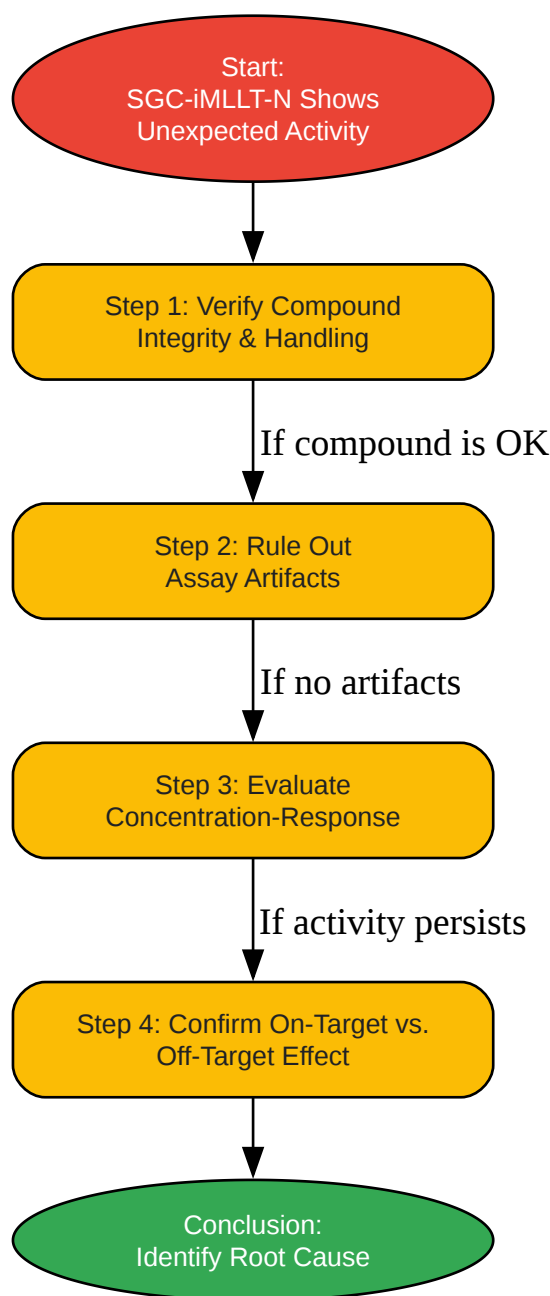 Start:
SGC-iMLLT-N Shows
Unexpected Activity
Step 1: Verify Compound
Integrity & Handling
If compound is OK
Step 2: Rule Out
Assay Artifacts
If no artifacts
Step 3: Evaluate
Concentration-Response
If activity persists
Step 4: Confirm On-Target vs.
Off-Target Effect
Conclusion:
Identify Root Cause